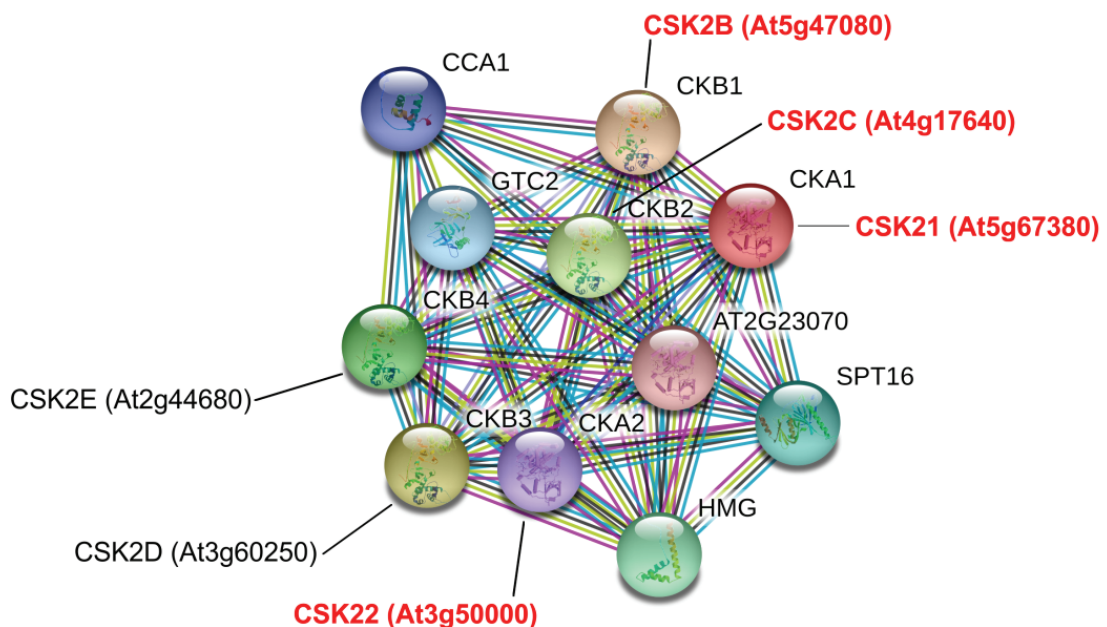 CSK2B (At5g47080)
CCA1
CKB1
CSK2C (At4g17640)
GTC2
CKA1
CKB2
CSK21 (At5g67380)
CKB4
AT2G23070
SPT16
CSK2E (At2g44680)
CKB3
CKA2
HMG
CSK2D (At3g60250)
CSK22 (At3g50000)